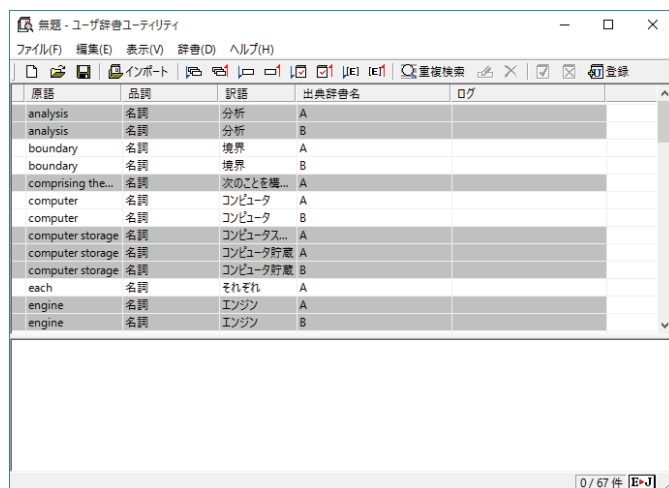 無題 - ユーザ辞書ユーティリティ
ファイル(F) 編集(E) 表示(V) 辞書(D) ヘルプ(H)
インポート 重複検索 登録
原語 品詞 訳語 出典辞書名 ログ
analysis 名詞 分析 A
analysis 名詞 分析 B
boundary 名詞 境界 A
boundary 名詞 境界 B
comprising the... 名詞 次のことを構... A
computer 名詞 コンピュータ A
computer 名詞 コンピュータ B
computer storage 名詞 コンピュータス... A
computer storage 名詞 コンピュータ貯蔵 A
computer storage 名詞 コンピュータ貯蔵 B
each 名詞 それぞれ A
engine 名詞 エンジン A
engine 名詞 エンジン B
0 / 67 件 E▸J